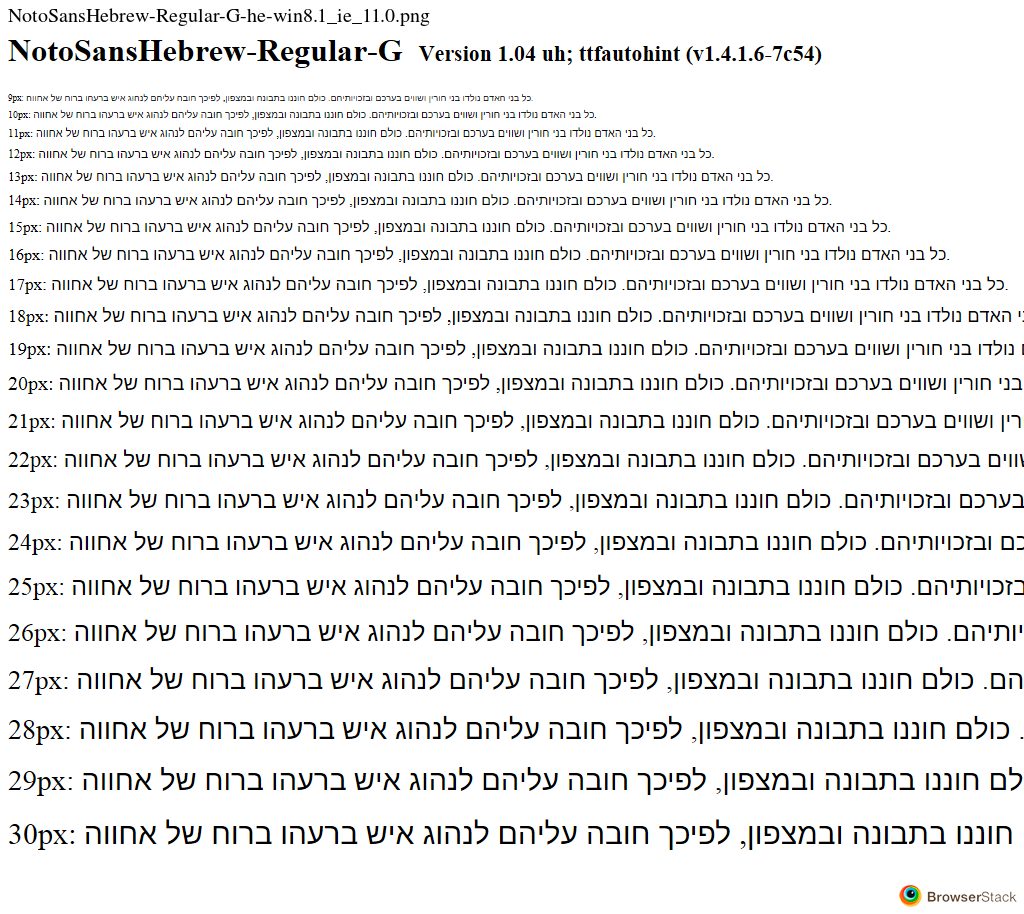 NotoSansHebrew-Regular-G-he-win8.1_ie_11.0.png
NotoSansHebrew-Regular-G Version 1.04 uh; ttfautohint (v1.4.1.6-7c54)
9px: כל בני האדם נולדו בני חורין ושווים בערכם ובזכויותיהם. כולם חוננו בתבונה ובמצפון, לפיכך חובה עליהם לנהוג איש ברעהו ברוח של אחווה.
10px: כל בני האדם נולדו בני חורין ושווים בערכם ובזכויותיהם. כולם חוננו בתבונה ובמצפון, לפיכך חובה עליהם לנהוג איש ברעהו ברוח של אחווה.
11px: כל בני האדם נולדו בני חורין ושווים בערכם ובזכויותיהם. כולם חוננו בתבונה ובמצפון, לפיכך חובה עליהם לנהוג איש ברעהו ברוח של אחווה.
12px: כל בני האדם נולדו בני חורין ושווים בערכם ובזכויותיהם. כולם חוננו בתבונה ובמצפון, לפיכך חובה עליהם לנהוג איש ברעהו ברוח של אחווה.
13px: כל בני האדם נולדו בני חורין ושווים בערכם ובזכויותיהם. כולם חוננו בתבונה ובמצפון, לפיכך חובה עליהם לנהוג איש ברעהו ברוח של אחווה.
14px: כל בני האדם נולדו בני חורין ושווים בערכם ובזכויותיהם. כולם חוננו בתבונה ובמצפון, לפיכך חובה עליהם לנהוג איש ברעהו ברוח של אחווה.
15px: כל בני האדם נולדו בני חורין ושווים בערכם ובזכויותיהם. כולם חוננו בתבונה ובמצפון, לפיכך חובה עליהם לנהוג איש ברעהו ברוח של אחווה.
16px: כל בני האדם נולדו בני חורין ושווים בערכם ובזכויותיהם. כולם חוננו בתבונה ובמצפון, לפיכך חובה עליהם לנהוג איש ברעהו ברוח של אחווה.
17px: כל בני האדם נולדו בני חורין ושווים בערכם ובזכויותיהם. כולם חוננו בתבונה ובמצפון, לפיכך חובה עליהם לנהוג איש ברעהו ברוח של אחווה.
18px: האדם נולדו בני חורין ושווים בערכם ובזכויותיהם. כולם חוננו בתבונה ובמצפון, לפיכך חובה עליהם לנהוג איש ברעהו ברוח של אחווה
19px: נולדו בני חורין ושווים בערכם ובזכויותיהם. כולם חוננו בתבונה ובמצפון, לפיכך חובה עליהם לנהוג איש ברעהו ברוח של אחווה
20px: בני חורין ושווים בערכם ובזכויותיהם. כולם חוננו בתבונה ובמצפון, לפיכך חובה עליהם לנהוג איש ברעהו ברוח של אחווה
21px: ושווים בערכם ובזכויותיהם. כולם חוננו בתבונה ובמצפון, לפיכך חובה עליהם לנהוג איש ברעהו ברוח של אחווה
22px: בערכם ובזכויותיהם. כולם חוננו בתבונה ובמצפון, לפיכך חובה עליהם לנהוג איש ברעהו ברוח של אחווה
23px: בערכם ובזכויותיהם. כולם חוננו בתבונה ובמצפון, לפיכך חובה עליהם לנהוג איש ברעהו ברוח של אחווה
24px: ובזכויותיהם. כולם חוננו בתבונה ובמצפון, לפיכך חובה עליהם לנהוג איש ברעהו ברוח של אחווה
25px: כולם חוננו בתבונה ובמצפון, לפיכך חובה עליהם לנהוג איש ברעהו ברוח של אחווה
26px: כולם חוננו בתבונה ובמצפון, לפיכך חובה עליהם לנהוג איש ברעהו ברוח של אחווה
27px: כולם חוננו בתבונה ובמצפון, לפיכך חובה עליהם לנהוג איש ברעהו ברוח של אחווה
28px: . כולם חוננו בתבונה ובמצפון, לפיכך חובה עליהם לנהוג איש ברעהו ברוח של אחווה
29px: חוננו בתבונה ובמצפון, לפיכך חובה עליהם לנהוג איש ברעהו ברוח של אחווה
30px: חוננו בתבונה ובמצפון, לפיכך חובה עליהם לנהוג איש ברעהו ברוח של אחווה
BrowserStack